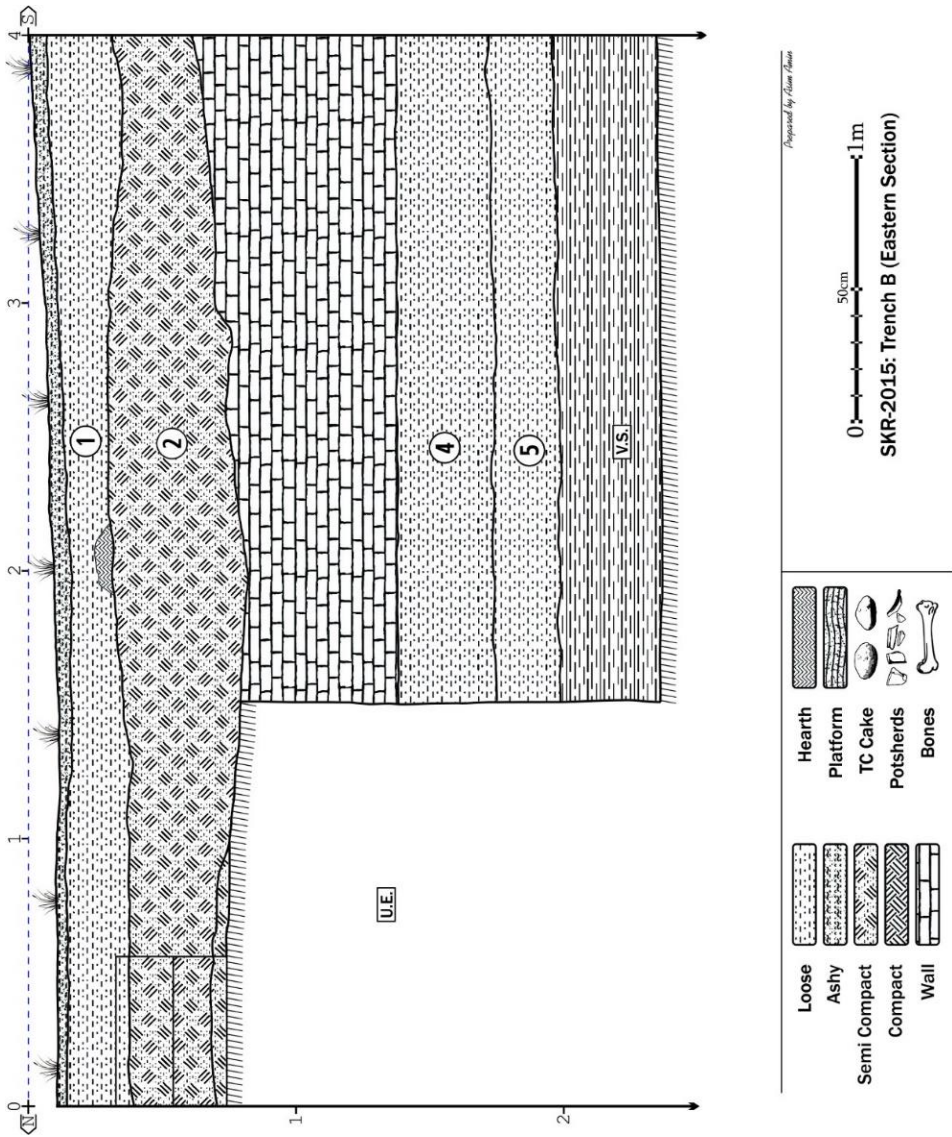 N
0
1
2
3
4
S
1
2
1
2
4
5
V.S.
U.E.
Loose
Ashy
Semi Compact
Compact
Wall
Hearth
Platform
TC Cake
Potsherds
Bones
Prepared by Asim Amin
0
50cm
1m
SKR-2015: Trench B (Eastern Section)